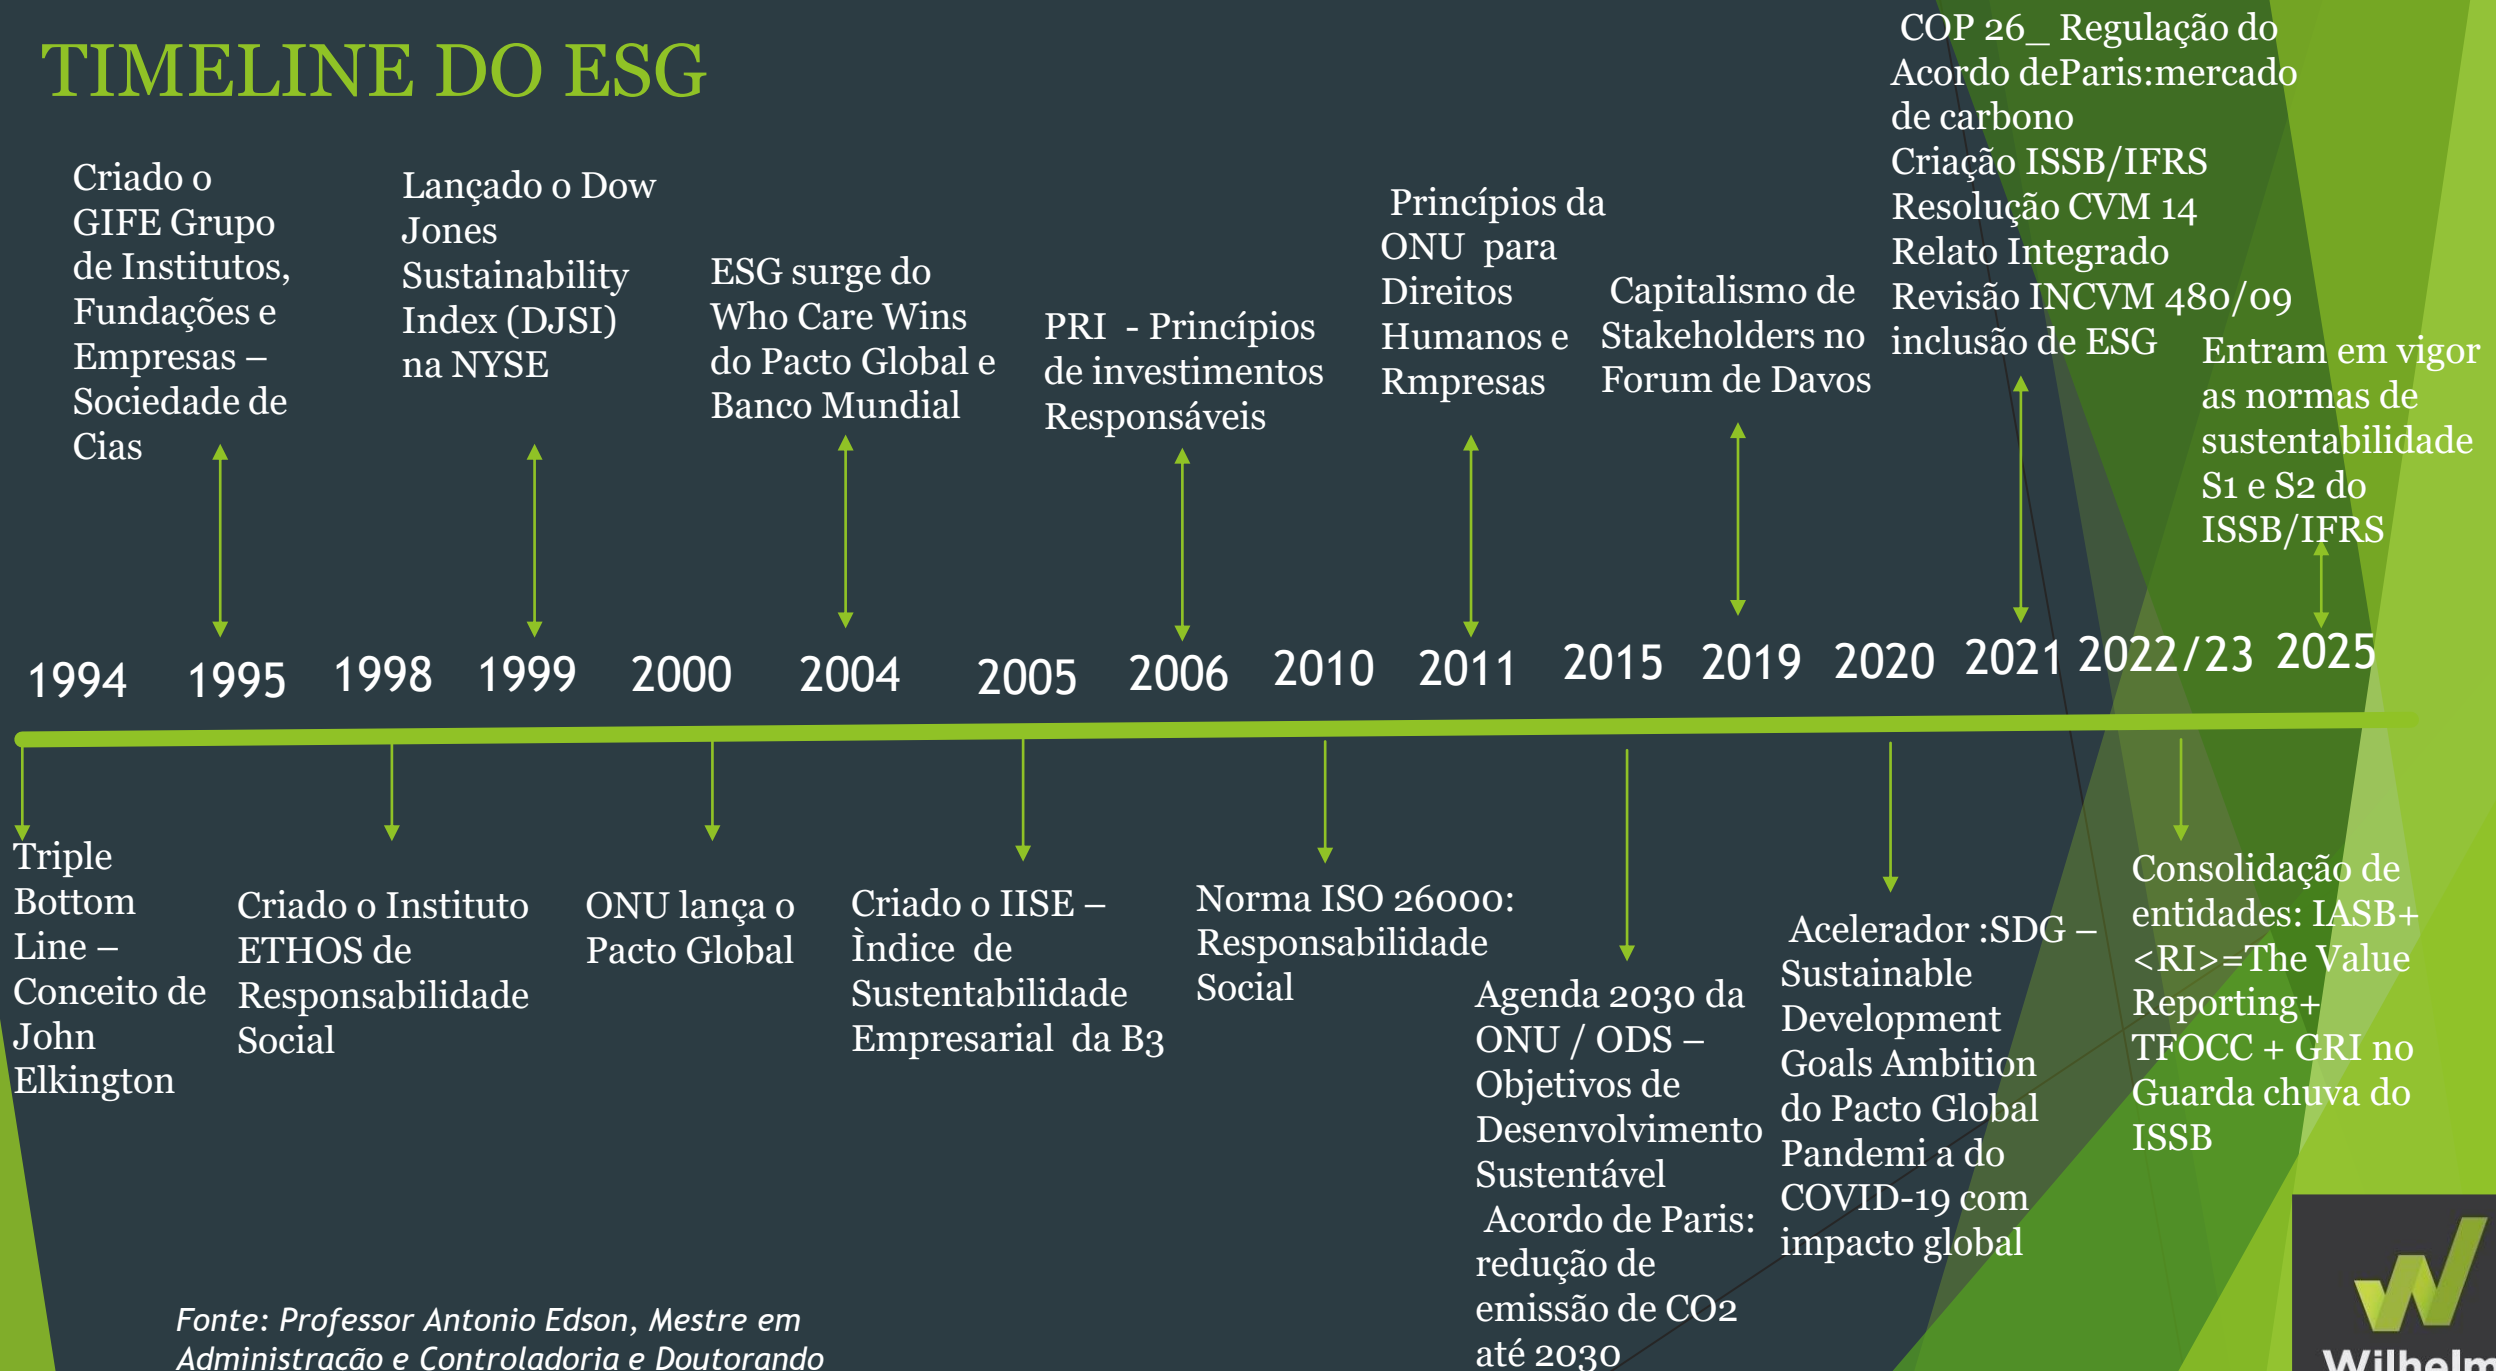 TIMELINE DO ESG
Criado o
GIFE Grupo
de Institutos,
Fundações e
Empresas –
Sociedade de
Cias
Lançado o Dow
Jones
Sustainability
Index (DJSI)
na NYSE
ESG surge do
Who Care Wins
do Pacto Global e
Banco Mundial
PRI - Princípios
de investimentos
Responsáveis
Princípios da
ONU para
Direitos
Humanos e
Rmpresas
Capitalismo de
Stakeholders no
Forum de Davos
COP 26_ Regulação do
Acordo deParis:mercado
de carbono
Criação ISSB/IFRS
Resolução CVM 14
Relato Integrado
Revisão INCVM 480/09
inclusão de ESG
Entram em vigor
as normas de
sustentabilidade
S1 e S2 do
ISSB/IFRS
1994 1995 1998 1999 2000 2004 2005 2006 2010 2011 2015 2019 2020 2021 2022/23 2025
Triple
Bottom
Line –
Conceito de
John
Elkington
Criado o Instituto
ETHOS de
Responsabilidade
Social
ONU lança o
Pacto Global
Criado o IISE –
Ìndice de
Sustentabilidade
Empresarial da B3
Norma ISO 26000:
Responsabilidade
Social
Agenda 2030 da
ONU / ODS –
Objetivos de
Desenvolvimento
Sustentável
Acordo de Paris:
redução de
emissão de CO2
até 2030
Acelerador :SDG –
Sustainable
Development
Goals Ambition
do Pacto Global
Pandemi a do
COVID-19 com
impacto global
Consolidação de
entidades: IASB+
<RI>=The Value
Reporting+
TFOCC + GRI no
Guarda chuva do
ISSB
Fonte: Professor Antonio Edson, Mestre em
Administração e Controladoria e Doutorando
Wilhelm